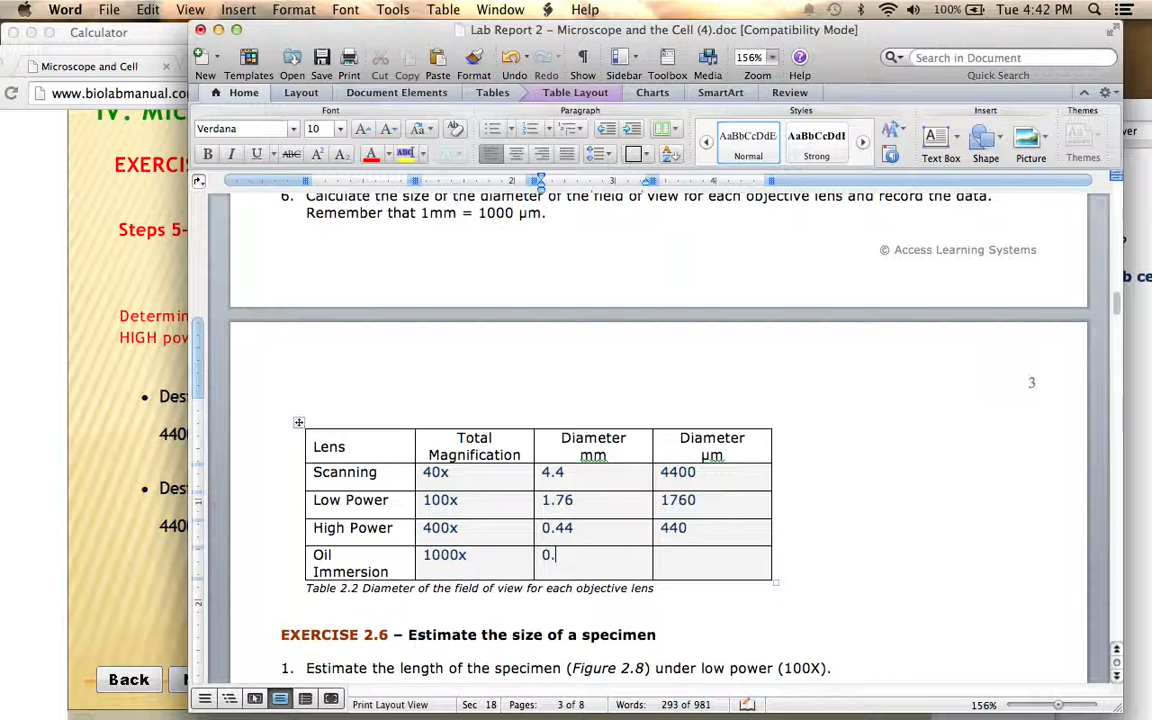 Word File Edit View Insert Format Font Tools Table Window Help 100% Tue 4:42 PM
Calculator
Lab Report 2 – Microscope and the Cell (4).doc [Compatibility Mode]
Microscope and Cell
www.biolabmanual.co
156%
Search in Document
New Templates Open Save Print Cut Copy Paste Format Undo Redo Show Sidebar Toolbox Media Zoom Help Quick Search
Home Layout Document Elements Tables Table Layout Charts SmartArt Review
Font Paragraph Styles Insert Themes
Verdana 10
AaBbCcDdE
Normal
AaBbCcDdE
Strong
Text Box Shape Picture Themes
IV. MIC
EXERCIS
Steps 5-
Determin
HIGH pow
Des
440
Des
440
Back
6. Calculate the size of the diameter of the field of view for each objective lens and record the data.
Remember that 1mm = 1000 µm.
© Access Learning Systems
3
Lens Total Magnification Diameter mm Diameter µm
Scanning 40x 4.4 4400
Low Power 100x 1.76 1760
High Power 400x 0.44 440
Oil Immersion 1000x 0.
Table 2.2 Diameter of the field of view for each objective lens
EXERCISE 2.6 – Estimate the size of a specimen
1. Estimate the length of the specimen (Figure 2.8) under low power (100X).
Print Layout View Sec 18 Pages: 3 of 8 Words: 293 of 981 156%
ver
b ce